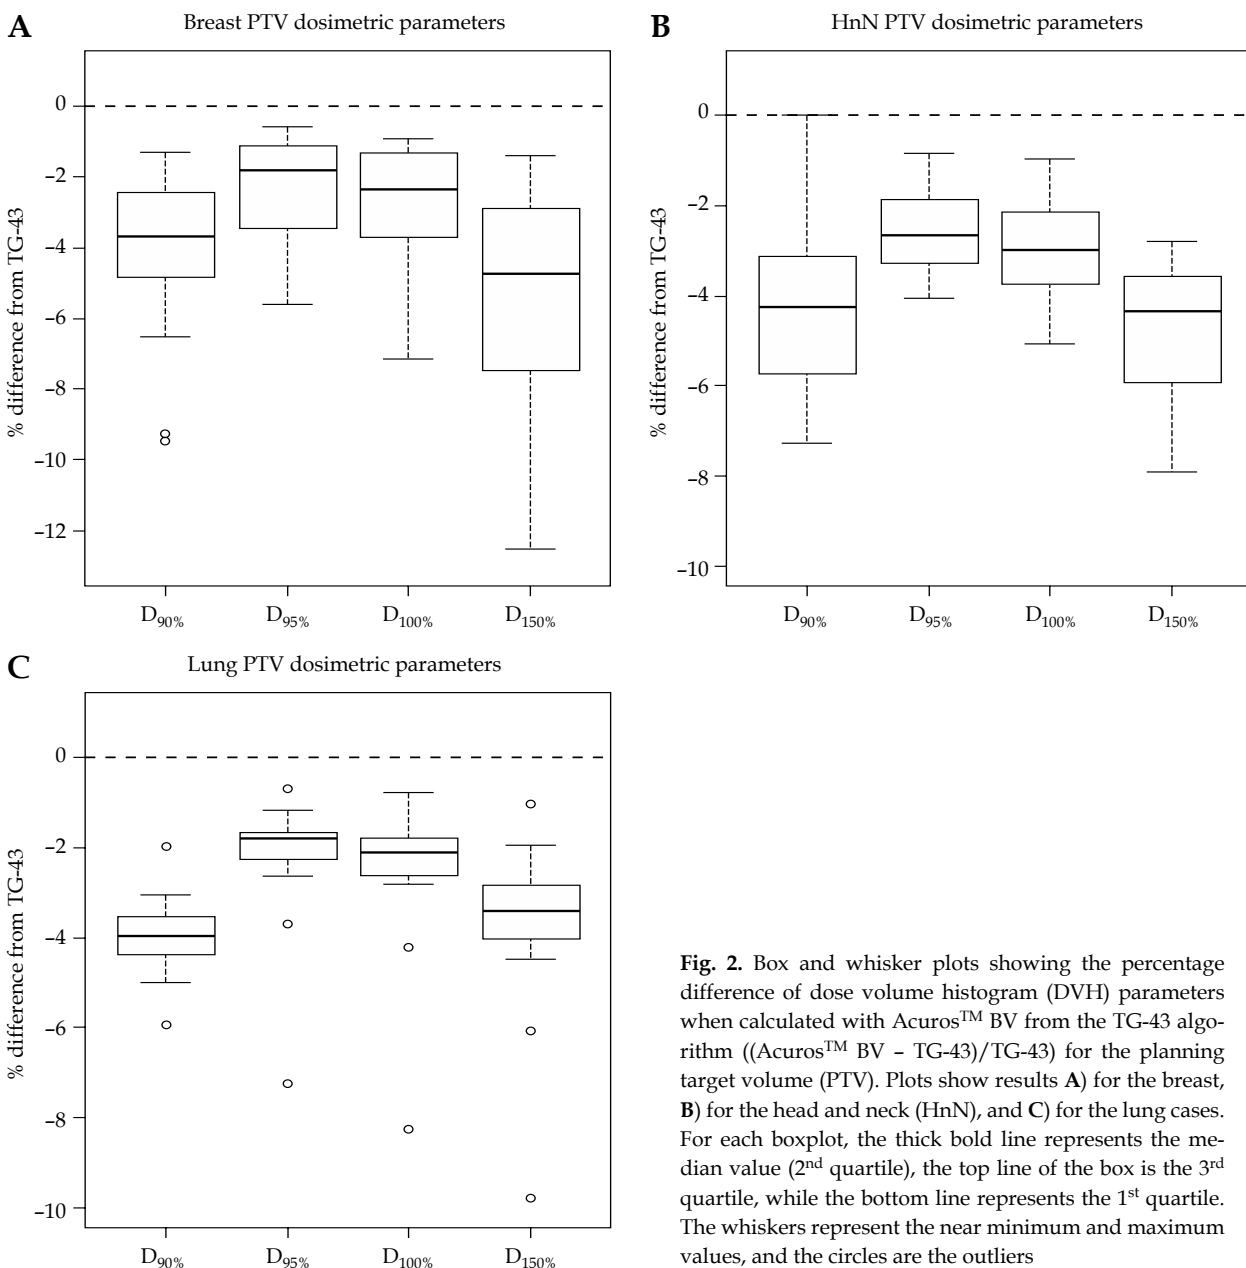 A
Breast PTV dosimetric parameters
% difference from TG-43
0
–2
–4
–6
–8
–10
–12
D90%
D95%
D100%
D150%
B
HnN PTV dosimetric parameters
% difference from TG-43
0
–2
–4
–6
–8
–10
D90%
D95%
D100%
D150%
C
Lung PTV dosimetric parameters
% difference from TG-43
0
–2
–4
–6
–8
–10
D90%
D95%
D100%
D150%
Fig. 2. Box and whisker plots showing the percentage
difference of dose volume histogram (DVH) parameters
when calculated with Acuros™ BV from the TG-43 algo-
rithm ((Acuros™ BV – TG-43)/TG-43) for the planning
target volume (PTV). Plots show results A) for the breast,
B) for the head and neck (HnN), and C) for the lung cases.
For each boxplot, the thick bold line represents the me-
dian value (2nd quartile), the top line of the box is the 3rd
quartile, while the bottom line represents the 1st quartile.
The whiskers represent the near minimum and maximum
values, and the circles are the outliers